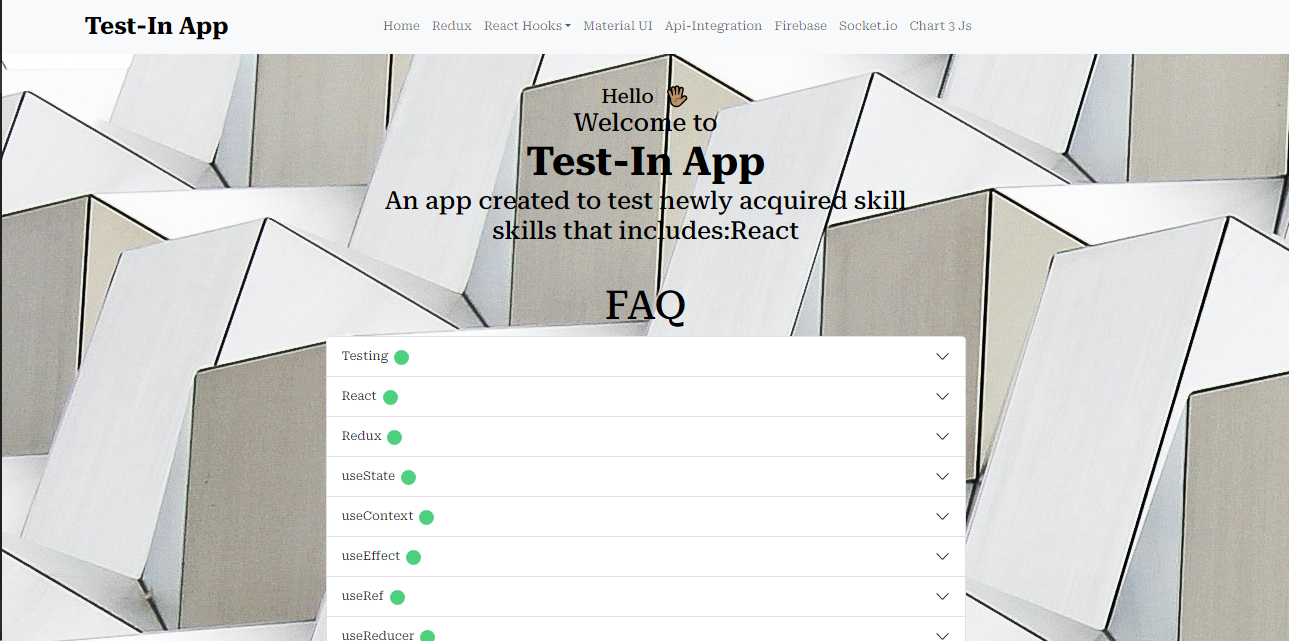 Test-In App
Home Redux React Hooks Material UI Api-Integration Firebase Socket.io Chart 3 Js
Hello 👋🏽
Welcome to
Test-In App
An app created to test newly acquired skill
skills that includes:React
FAQ
Testing
React
Redux
useState
useContext
useEffect
useRef
useReducer